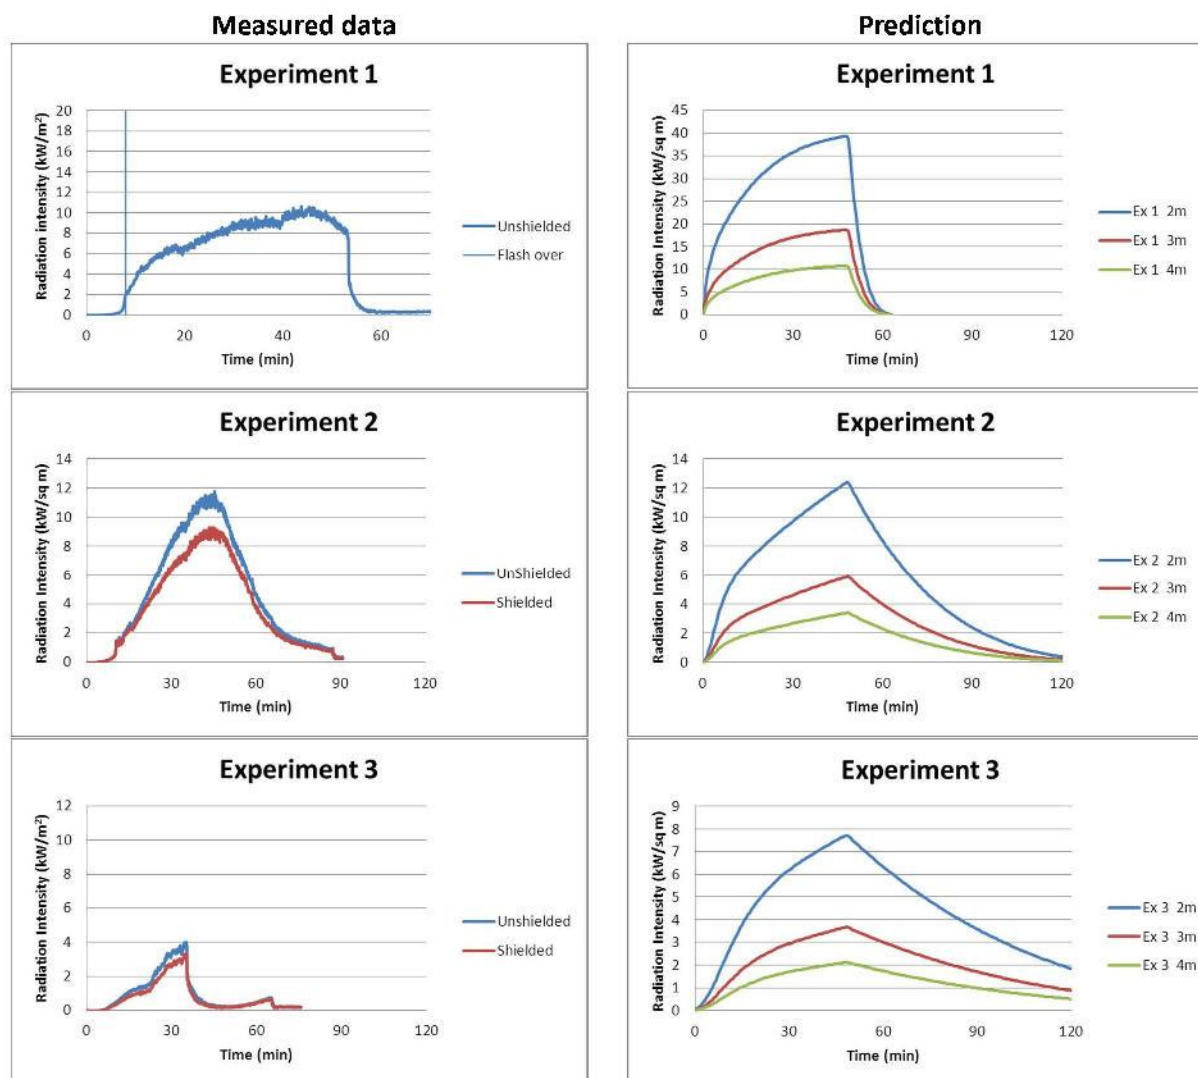 Measured data
Prediction
Experiment 1
Radiation intensity (kW/m²)
20
18
16
14
12
10
8
6
4
2
0
0 20 40 60
Time (min)
Unshielded
Flash over
Experiment 1
Radiation Intensity (kW/sq m)
45
40
35
30
25
20
15
10
5
0
0 30 60 90 120
Time (min)
Ex 1 2m
Ex 1 3m
Ex 1 4m
Experiment 2
Radiation Intensity (kW/sq m)
14
12
10
8
6
4
2
0
0 30 60 90 120
Time (min)
UnShielded
Shielded
Experiment 2
Radiation Intensity (kW/sq m)
14
12
10
8
6
4
2
0
0 30 60 90 120
Time (min)
Ex 2 2m
Ex 2 3m
Ex 2 4m
Experiment 3
Radiation Intensity (kW/m²)
12
10
8
6
4
2
0
0 30 60 90 120
Time (min)
Unshielded
Shielded
Experiment 3
Radiation Intensity (kW/sq m)
9
8
7
6
5
4
3
2
1
0
0 30 60 90 120
Time (min)
Ex 3 2m
Ex 3 3m
Ex 3 4m